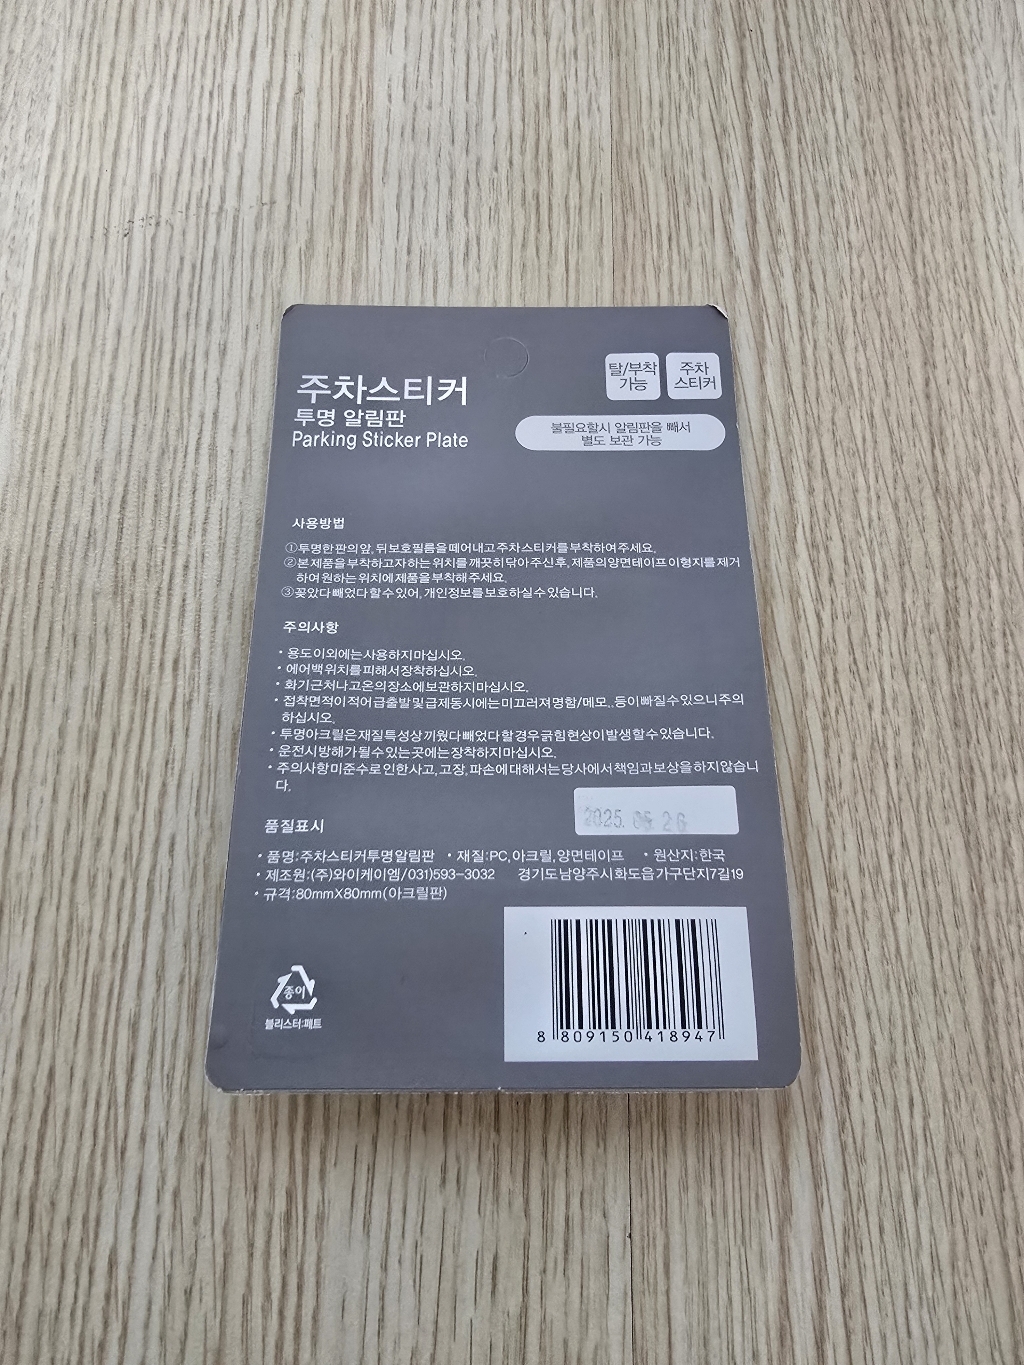 주차스티커
투명 알림판
Parking Sticker Plate
탈/부착
가능
주차
스티커
불필요할시 알림판을 빼서
별도 보관 가능
사용방법
①투명한 판의 앞, 뒤 보호필름을 떼어내고 주차스티커를 부착하여 주세요.
②본 제품을 부착하고자 하는 위치를 깨끗히 닦아 주신 후, 제품의 양면테이프 이형지를 제거
하여 원하는 위치에 제품을 부착해 주세요.
③꽂았다 빼었다 할 수 있어, 개인정보를 보호하실 수 있습니다.
주의사항
• 용도 이외에는 사용하지 마십시오.
• 에어백 위치를 피해서 장착하십시오.
• 화기근처나 고온의 장소에 보관하지 마십시오.
• 접착면적이 적어 급출발 및 급제동시에는 미끄러져 명함/메모.. 등이 빠질 수 있으니 주의
하십시오.
• 투명아크릴은 재질 특성상 끼웠다 빼었다 할 경우 긁힘 현상이 발생할 수 있습니다.
• 운전시 방해가 될 수 있는 곳에는 장착하지 마십시오.
• 주의사항 미준수로 인한 사고, 고장, 파손에 대해서는 당사에서 책임과 보상을 하지 않습니
다.
2025. 05. 26
품질표시
• 품명:주차스티커투명알림판 • 재질:PC,아크릴,양면테이프 • 원산지:한국
• 제조원:(주)와이케이엠/031)593-3032 경기도 남양주시 화도읍 가구단지7길 19
• 규격:80mmX80mm(아크릴판)
종이
블리스터:페트
8 809150 418947